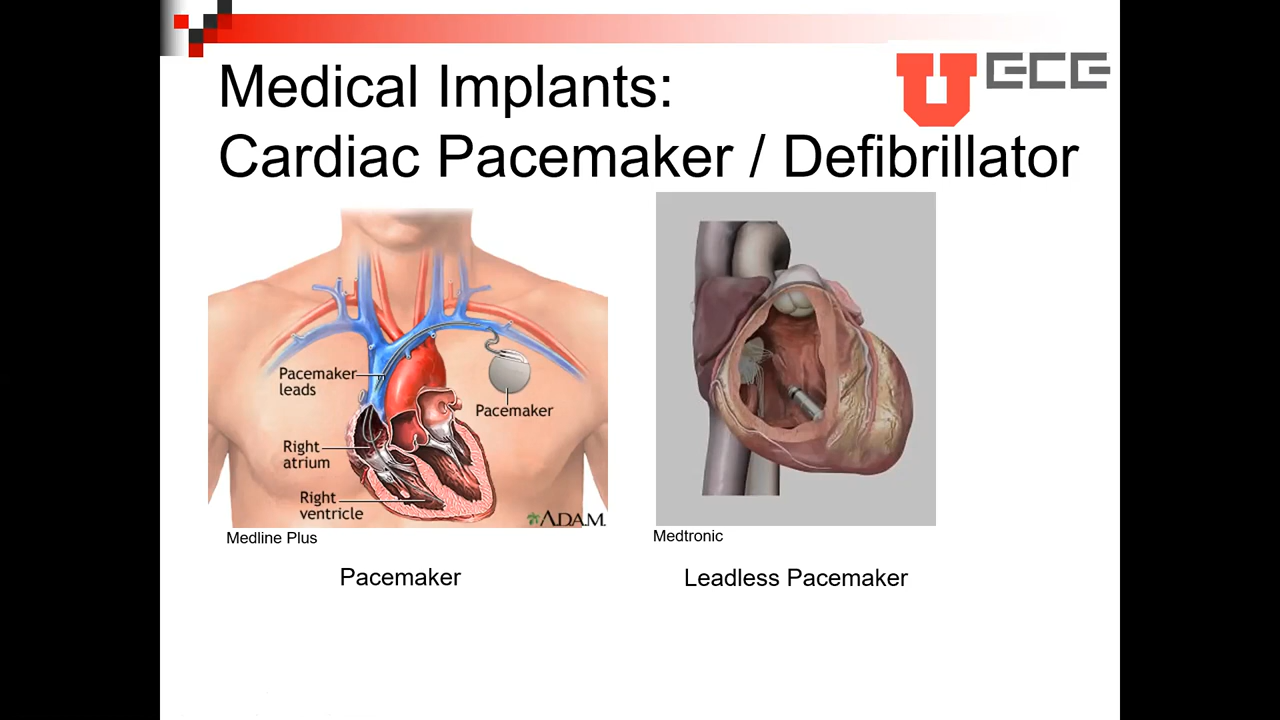 Medical Implants:
Cardiac Pacemaker / Defibrillator
U ECE
Pacemaker
leads
Pacemaker
Right
atrium
Right
ventricle
A.D.A.M.
Medline Plus
Medtronic
Pacemaker
Leadless Pacemaker